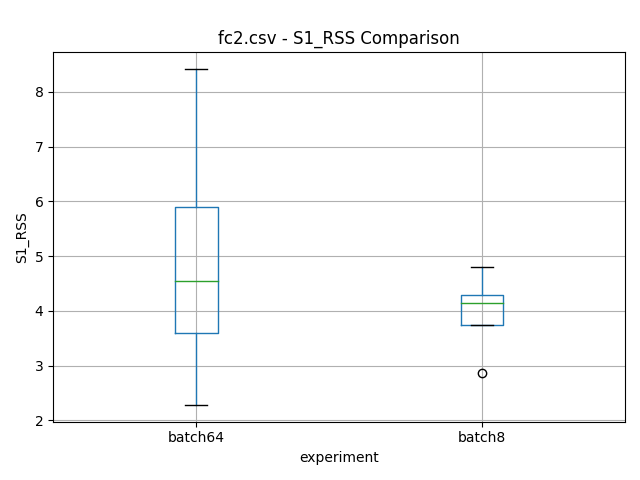 fc2.csv - S1_RSS Comparison
S1_RSS
8
7
6
5
4
3
2
batch64
batch8
experiment